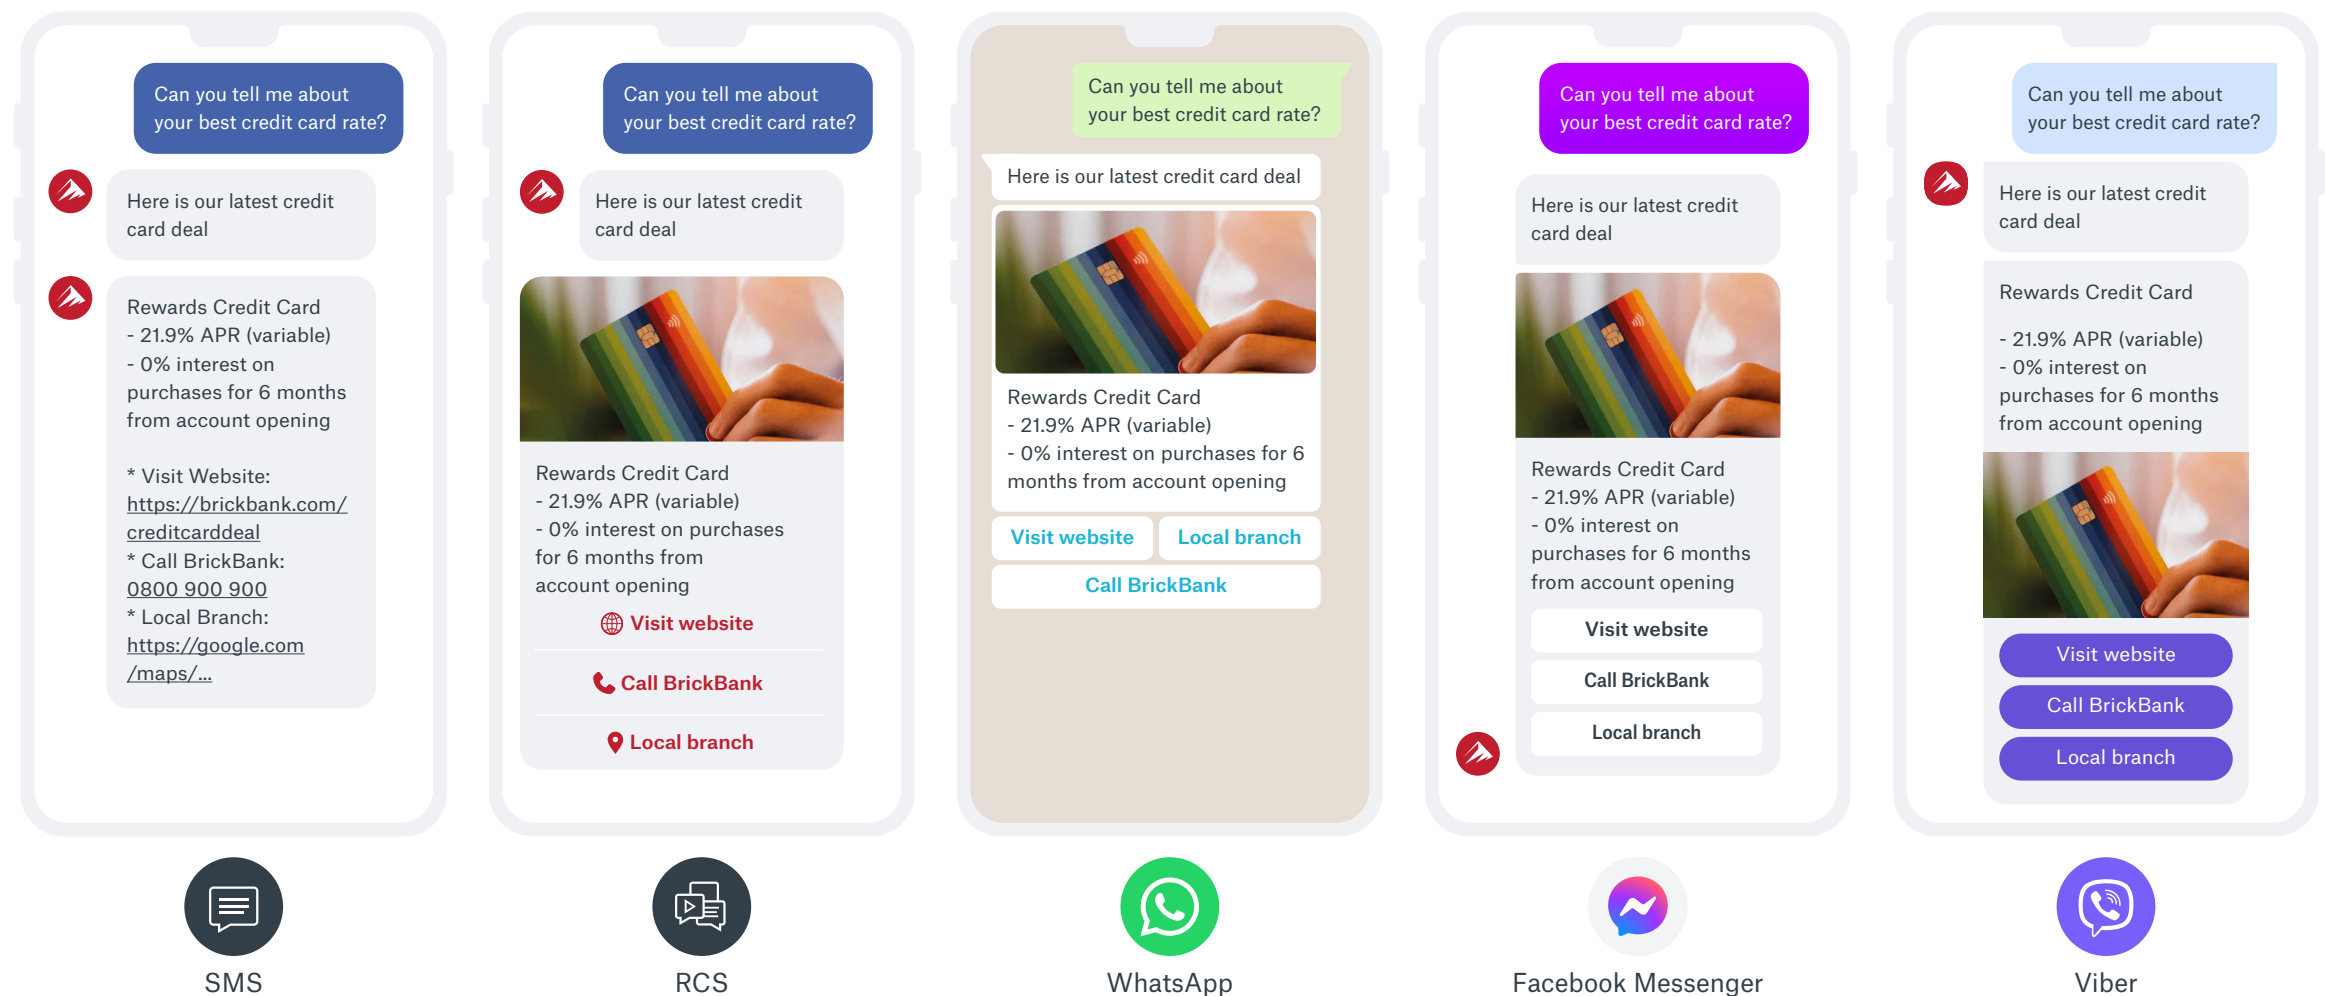 Can you tell me about
your best credit card rate?
Here is our latest credit
card deal
Rewards Credit Card
- 21.9% APR (variable)
- 0% interest on
purchases for 6 months
from account opening
* Visit Website:
https://brickbank.com/
creditcarddeal
* Call BrickBank:
0800 900 900
* Local Branch:
https://google.com
/maps/...
SMS
Can you tell me about
your best credit card rate?
Here is our latest credit
card deal
Rewards Credit Card
- 21.9% APR (variable)
- 0% interest on purchases
for 6 months from
account opening
Visit website
Call BrickBank
Local branch
RCS
Can you tell me about
your best credit card rate?
Here is our latest credit card deal
Rewards Credit Card
- 21.9% APR (variable)
- 0% interest on purchases for 6
months from account opening
Visit website
Local branch
Call BrickBank
WhatsApp
Can you tell me about
your best credit card rate?
Here is our latest credit
card deal
Rewards Credit Card
- 21.9% APR (variable)
- 0% interest on
purchases for 6 months
from account opening
Visit website
Call BrickBank
Local branch
Facebook Messenger
Can you tell me about
your best credit card rate?
Here is our latest credit
card deal
Rewards Credit Card
- 21.9% APR (variable)
- 0% interest on
purchases for 6 months
from account opening
Visit website
Call BrickBank
Local branch
Viber